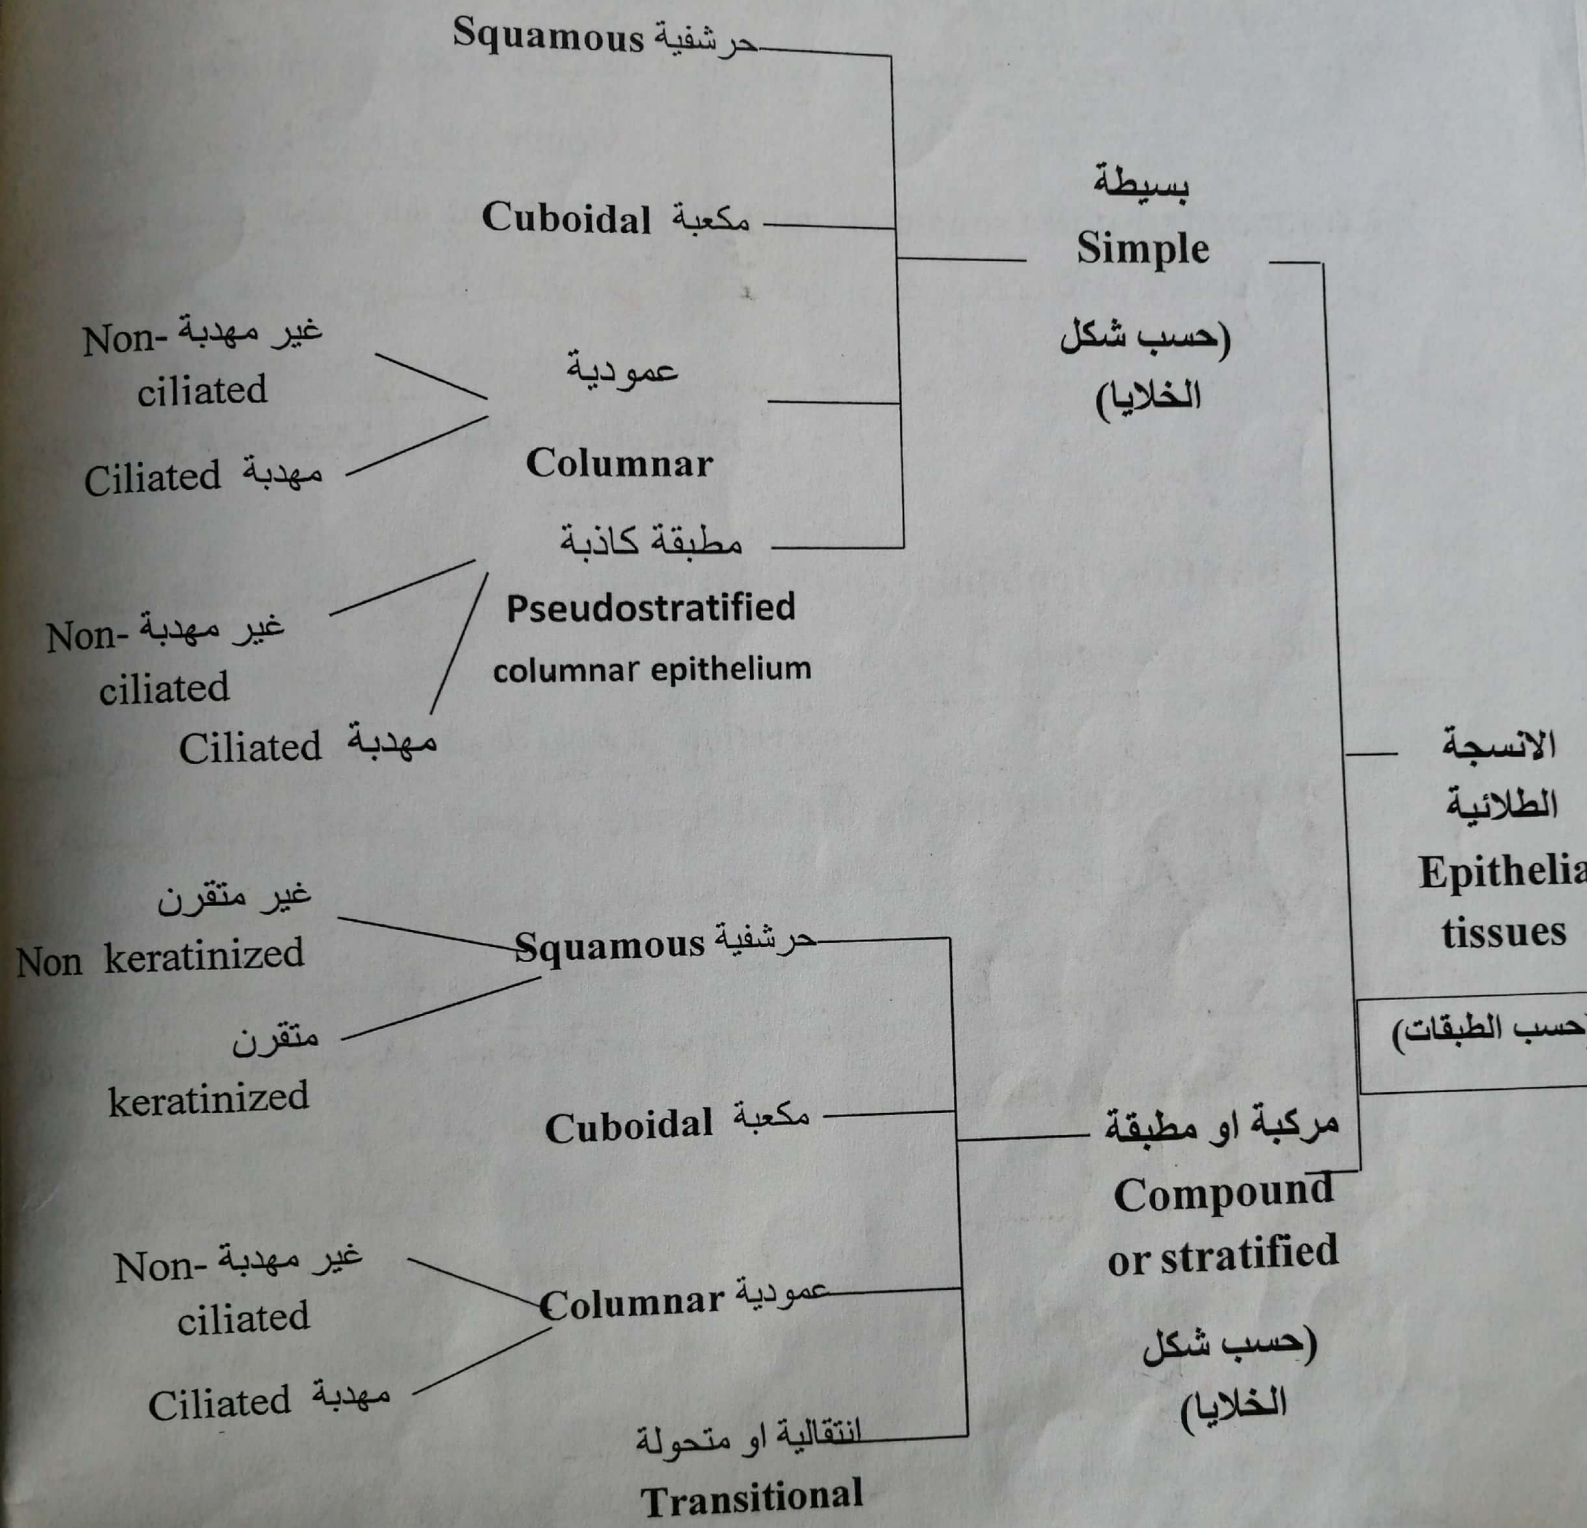 Squamous حرشفية
Cuboidal مكعبة
بسيطة
Simple
(حسب شكل
الخلايا)
Non- غير مهدبة
ciliated
Ciliated مهدبة
عمودية
Columnar
مطبقة كاذبة
Pseudostratified
columnar epithelium
Non- غير مهدبة
ciliated
Ciliated مهدبة
الانسجة
الطلائية
Epithelia
tissues
(حسب الطبقات)
غير متقرن
Non keratinized
متقرن
keratinized
Squamous حرشفية
Cuboidal مكعبة
مركبة او مطبقة
Compound
or stratified
(حسب شكل
الخلايا)
Non- غير مهدبة
ciliated
Ciliated مهدبة
Columnar عمودية
انتقالية او متحولة
Transitional